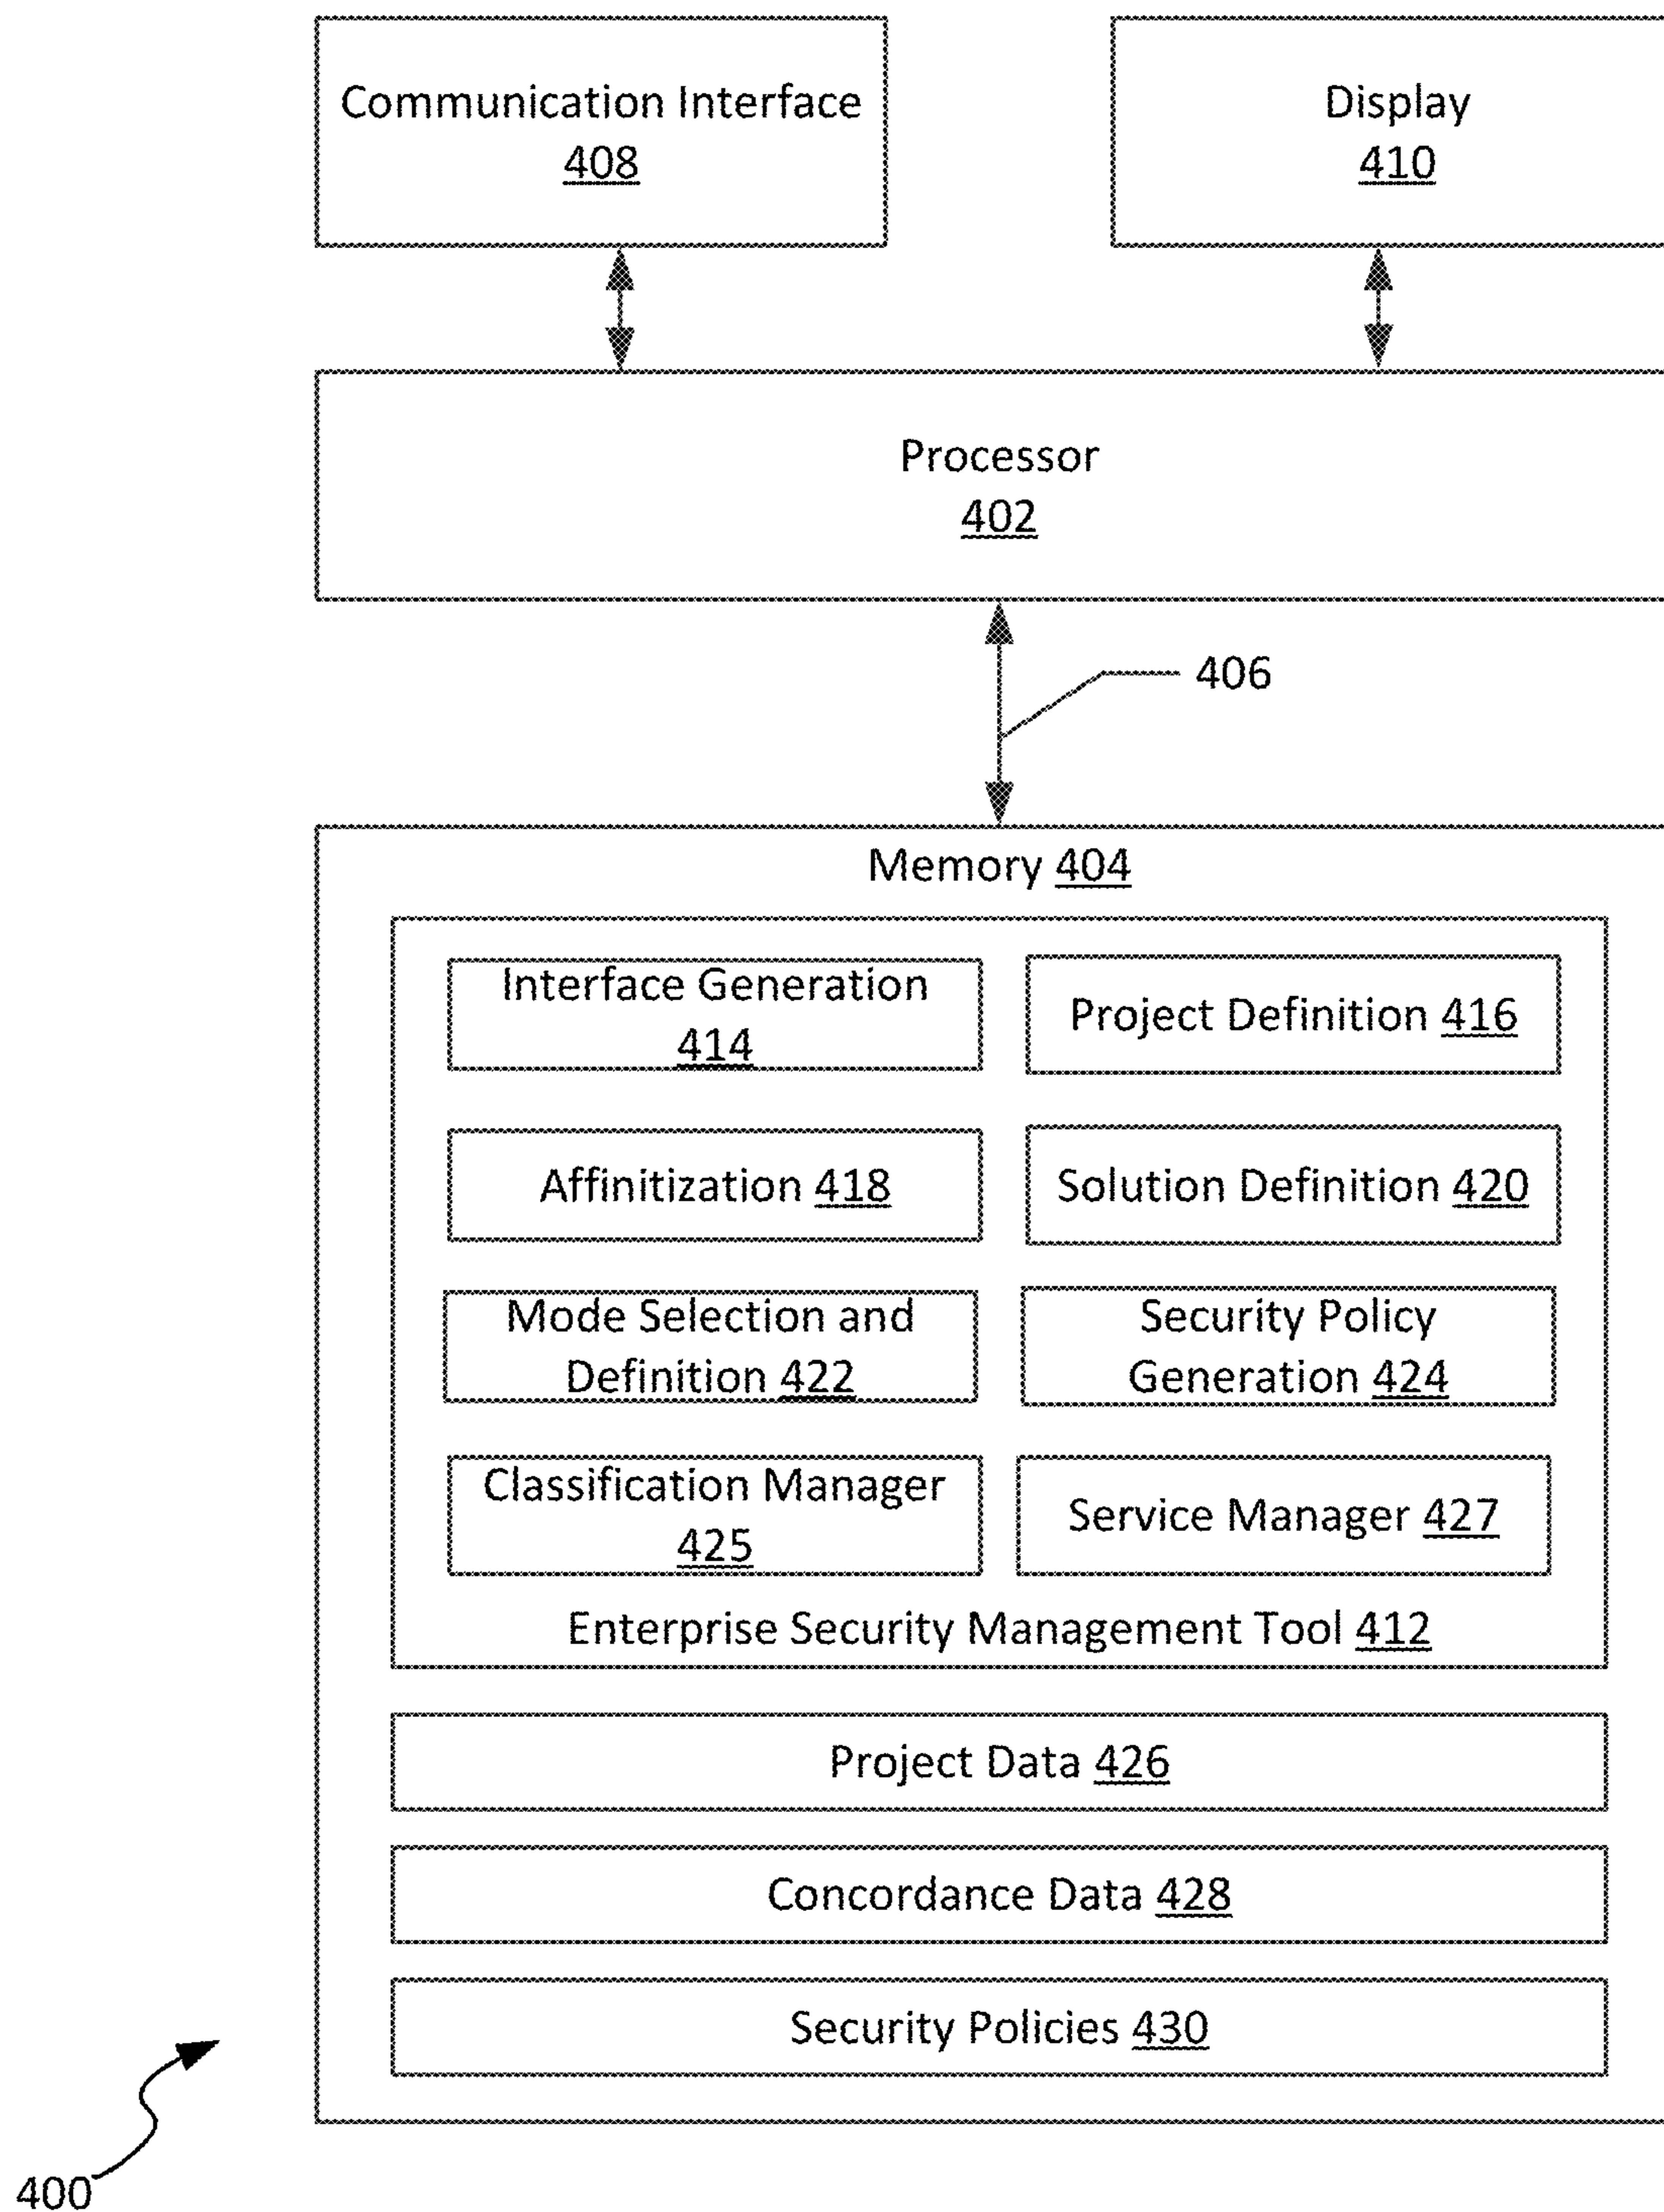 Communication Interface
408
Display
410
Processor
402
406
Memory 404
Interface Generation
414
Project Definition 416
Affinitization 418
Solution Definition 420
Mode Selection and
Definition 422
Security Policy
Generation 424
Classification Manager
425
Service Manager 427
Enterprise Security Management Tool 412
Project Data 426
Concordance Data 428
Security Policies 430
400